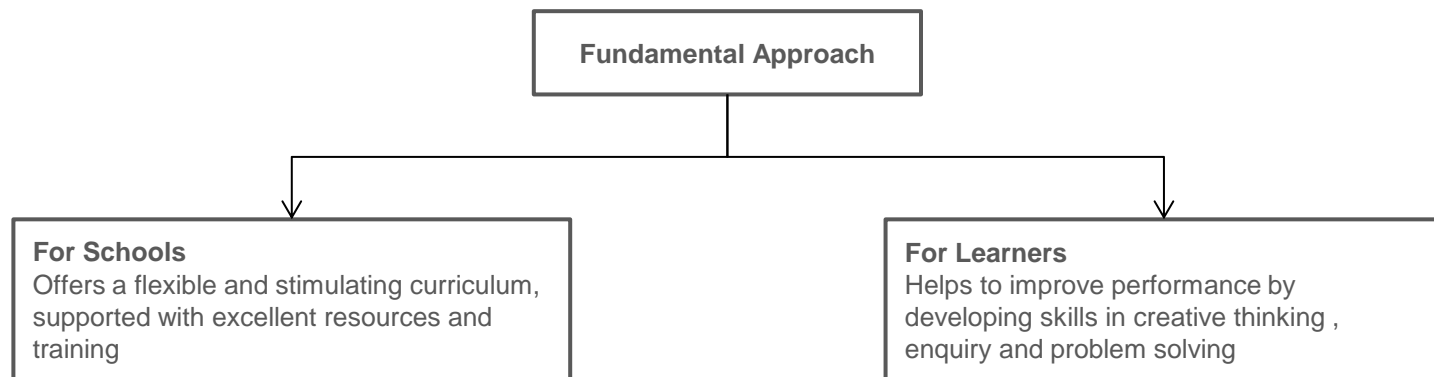 Fundamental Approach
For Schools
Offers a flexible and stimulating curriculum,
supported with excellent resources and
training
For Learners
Helps to improve performance by
developing skills in creative thinking ,
enquiry and problem solving